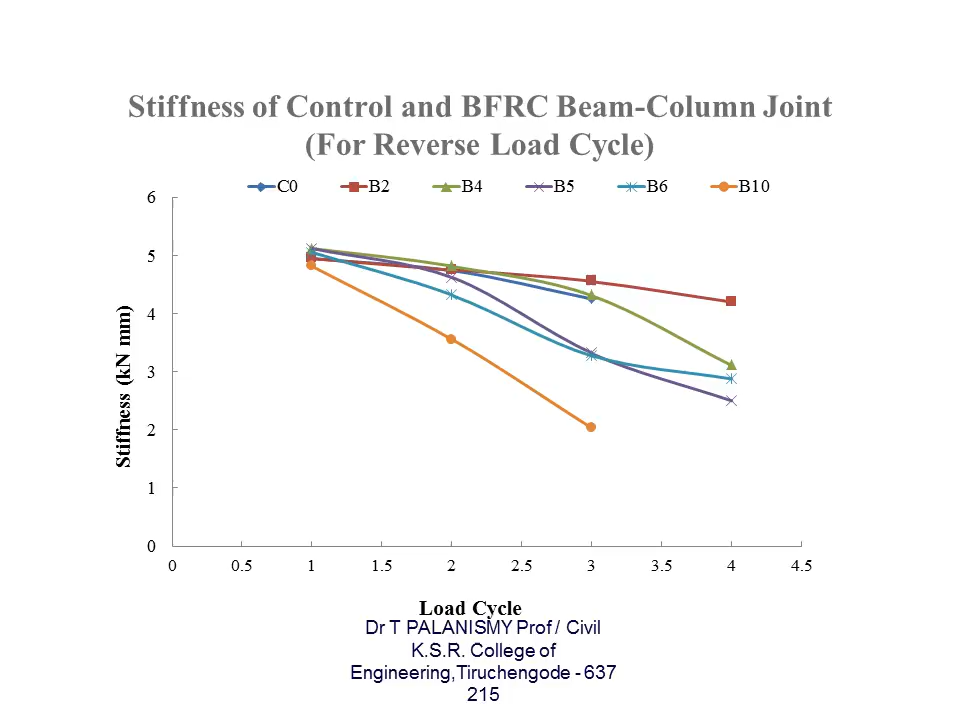 Stiffness of Control and BFRC Beam-Column Joint
(For Reverse Load Cycle)
C0 B2 B4 B5 B6 B10
6
5
4
3
2
1
0
Stiffness (kN mm)
0 0.5 1 1.5 2 2.5 3 3.5 4 4.5
Load Cycle
Dr T PALANISMY Prof / Civil
K.S.R. College of
Engineering,Tiruchengode - 637
215